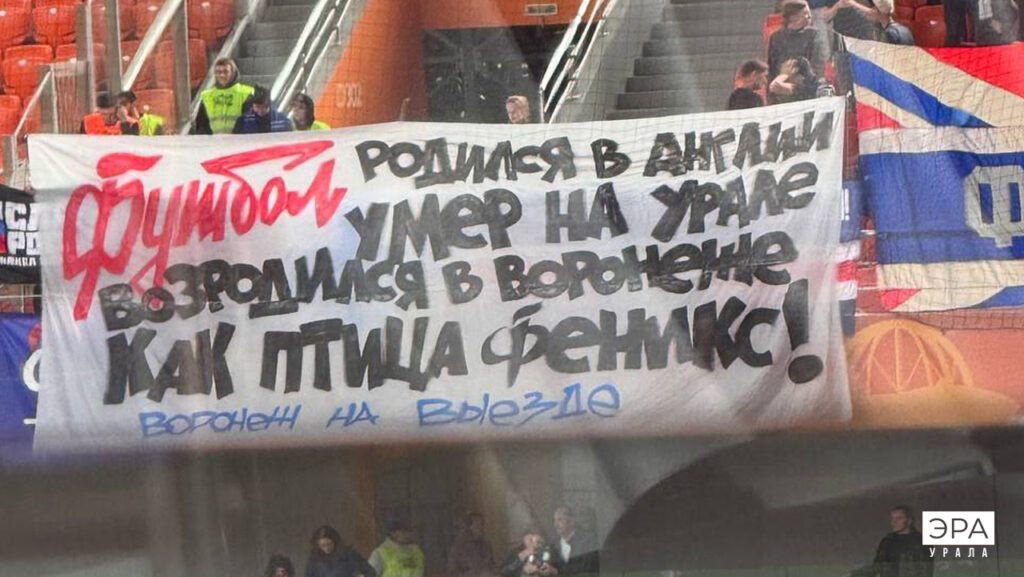 Футбол РОДИЛСЯ В АНГЛИИ
УМЕР НА УРАЛЕ
ВОЗРОДИЛСЯ В ВОРОНЕЖЕ
КАК ПТИЦА ФЕНИКС!
ВОРОНЕЖ НА ВЫЕЗДЕ
ЭРА
УРАЛА